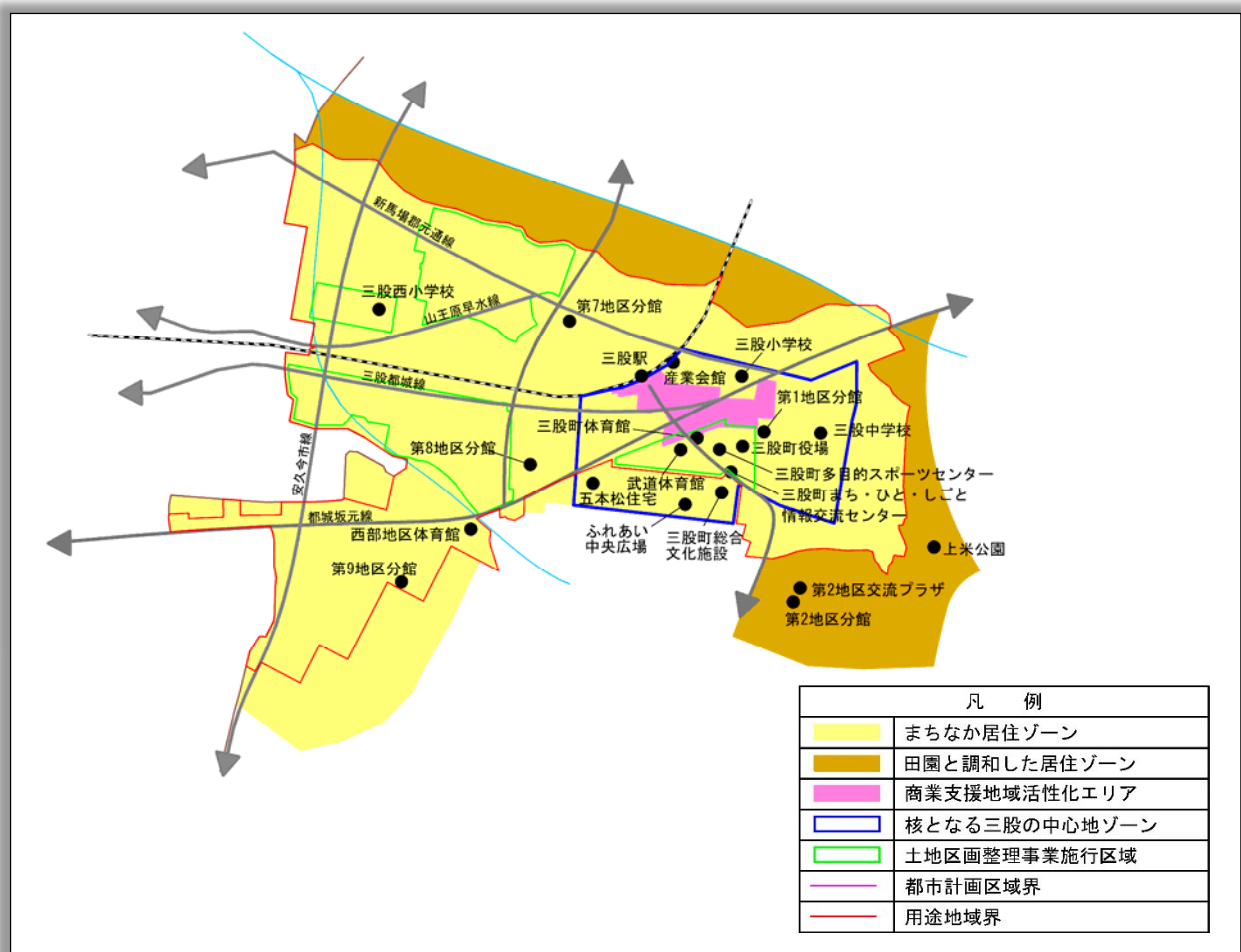 新馬場郡元通線
三股西小学校
山王原早水線
第7地区分館
三股駅
産業会館
三股小学校
三股都城線
第1地区分館
三股町体育館
三股中学校
三股町役場
第8地区分館
安久今市線
三股町多目的スポーツセンター
武道体育館
五本松住宅
三股町まち・ひと・しごと
情報交流センター
都城坂元線
西部地区体育館
ふれあい
中央広場
三股町総合
文化施設
上米公園
第9地区分館
第2地区交流プラザ
第2地区分館
凡　例
まちなか居住ゾーン
田園と調和した居住ゾーン
商業支援地域活性化エリア
核となる三股の中心地ゾーン
土地区画整理事業施行区域
都市計画区域界
用途地域界